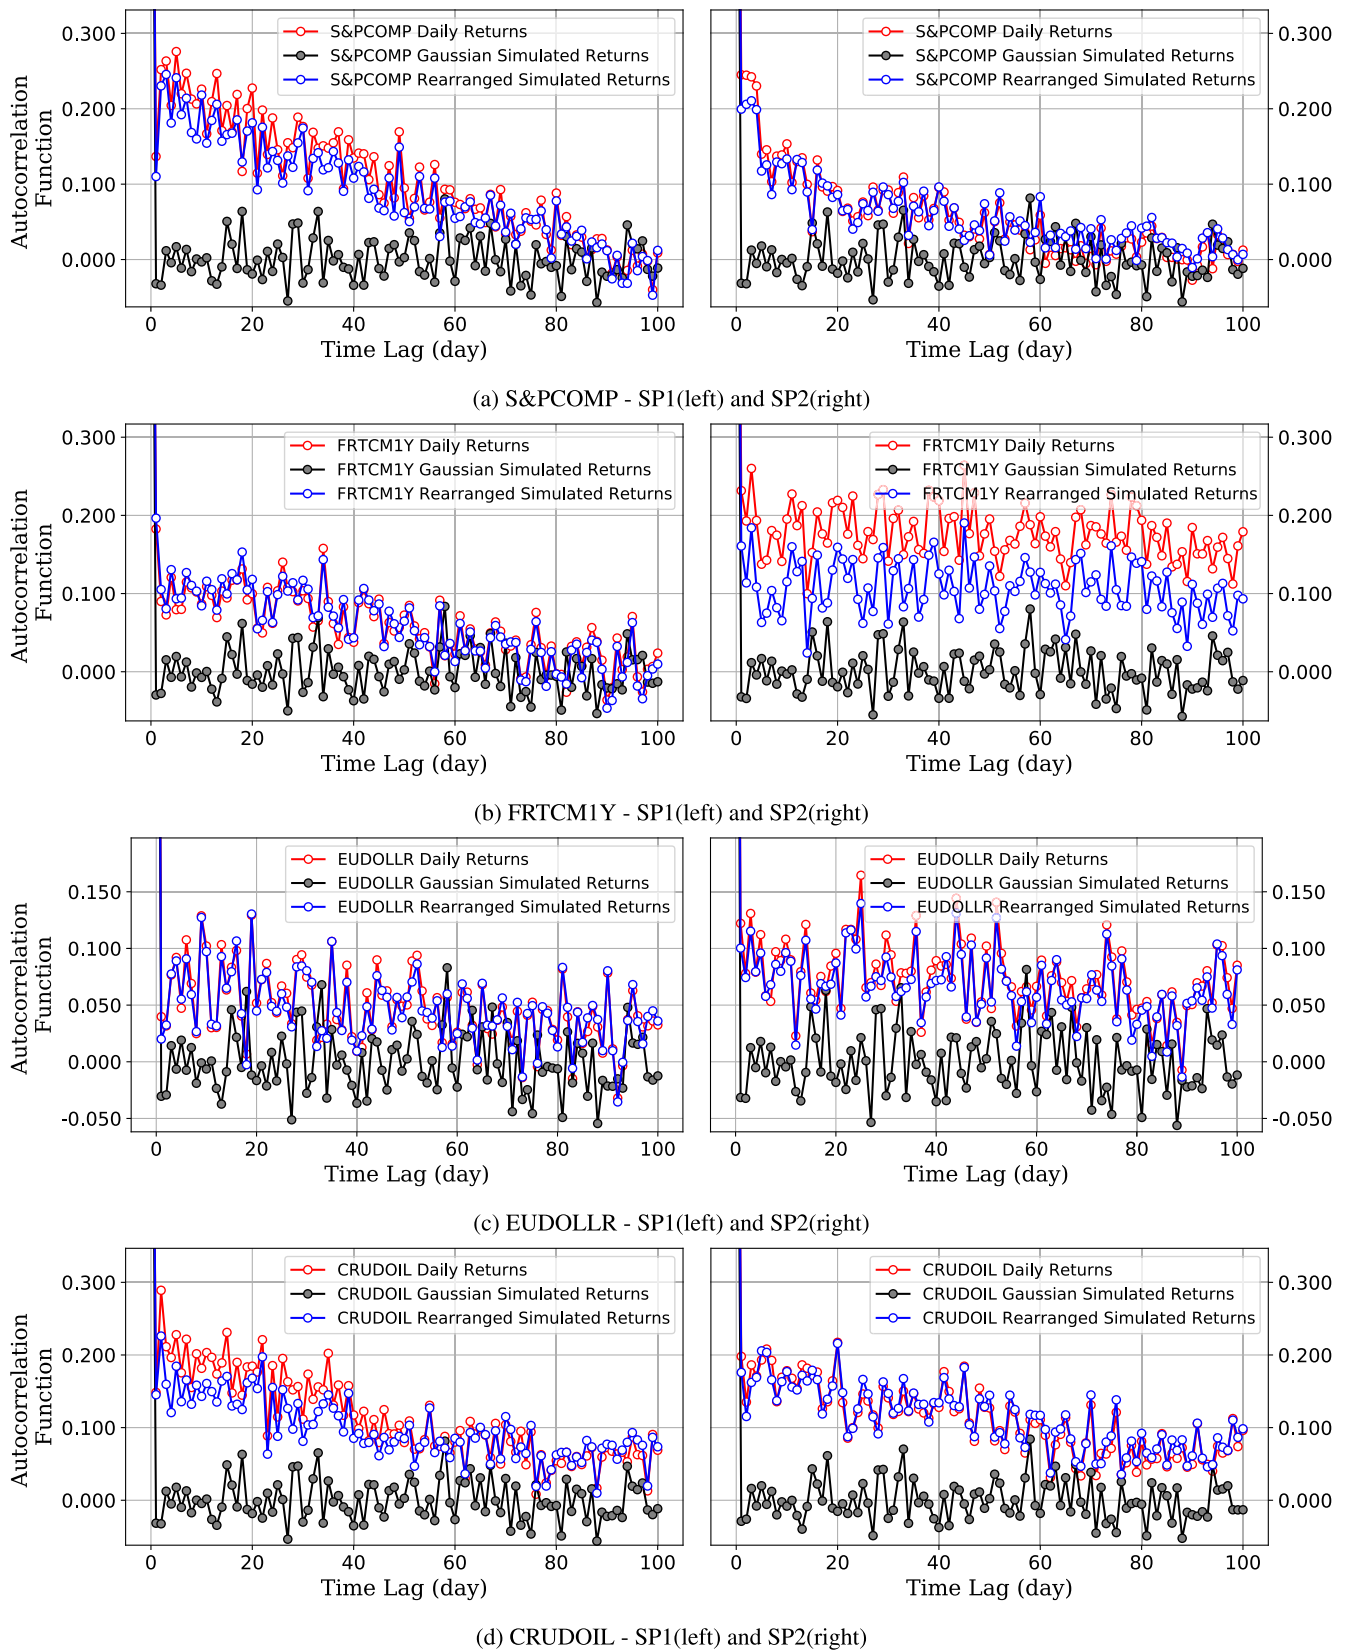 S&PCOMP Daily Returns
S&PCOMP Gaussian Simulated Returns
S&PCOMP Rearranged Simulated Returns
0.300
0.200
0.100
0.000
Autocorrelation
Function
0 20 40 60 80 100
Time Lag (day)
S&PCOMP Daily Returns
S&PCOMP Gaussian Simulated Returns
S&PCOMP Rearranged Simulated Returns
0.300
0.200
0.100
0.000
0 20 40 60 80 100
Time Lag (day)
(a) S&PCOMP - SP1(left) and SP2(right)
FRTCM1Y Daily Returns
FRTCM1Y Gaussian Simulated Returns
FRTCM1Y Rearranged Simulated Returns
0.300
0.200
0.100
0.000
Autocorrelation
Function
0 20 40 60 80 100
Time Lag (day)
FRTCM1Y Daily Returns
FRTCM1Y Gaussian Simulated Returns
FRTCM1Y Rearranged Simulated Returns
0.300
0.200
0.100
0.000
0 20 40 60 80 100
Time Lag (day)
(b) FRTCM1Y - SP1(left) and SP2(right)
EUDOLLR Daily Returns
EUDOLLR Gaussian Simulated Returns
EUDOLLR Rearranged Simulated Returns
0.150
0.100
0.050
0.000
-0.050
Autocorrelation
Function
0 20 40 60 80 100
Time Lag (day)
EUDOLLR Daily Returns
EUDOLLR Gaussian Simulated Returns
EUDOLLR Rearranged Simulated Returns
0.150
0.100
0.050
0.000
-0.050
0 20 40 60 80 100
Time Lag (day)
(c) EUDOLLR - SP1(left) and SP2(right)
CRUDOIL Daily Returns
CRUDOIL Gaussian Simulated Returns
CRUDOIL Rearranged Simulated Returns
0.300
0.200
0.100
0.000
Autocorrelation
Function
0 20 40 60 80 100
Time Lag (day)
CRUDOIL Daily Returns
CRUDOIL Gaussian Simulated Returns
CRUDOIL Rearranged Simulated Returns
0.300
0.200
0.100
0.000
0 20 40 60 80 100
Time Lag (day)
(d) CRUDOIL - SP1(left) and SP2(right)